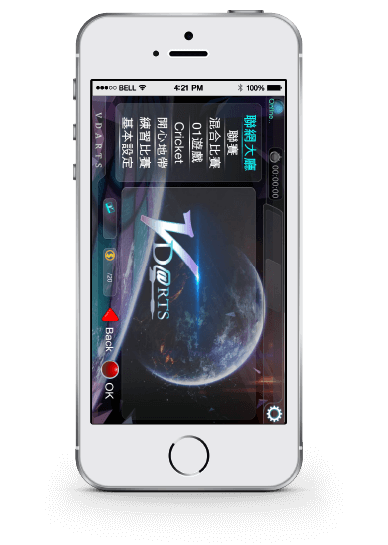 BELL 4:21 PM 100%
Online..
00:00:00
聯網大廳
聯賽
混合比賽
01遊戲
Cricket
開心地帶
練習比賽
基本設定
VDARTS
VD@RTS
/20
Back OK